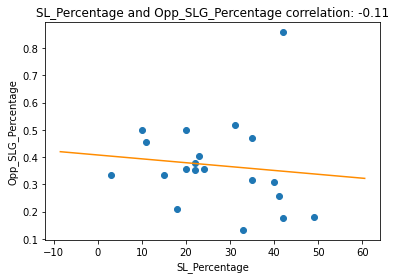 SL_Percentage and Opp_SLG_Percentage correlation: -0.11
Opp_SLG_Percentage
0.8
0.7
0.6
0.5
0.4
0.3
0.2
0.1
-10 0 10 20 30 40 50 60
SL_Percentage